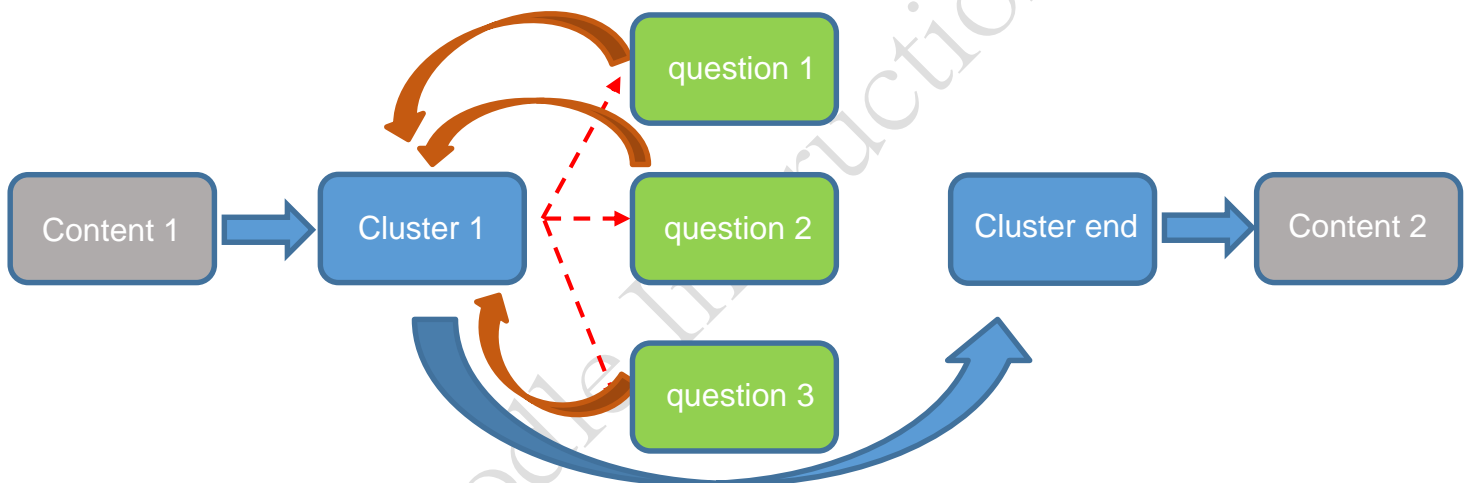 question 1
Content 1
Cluster 1
question 2
Cluster end
Content 2
question 3